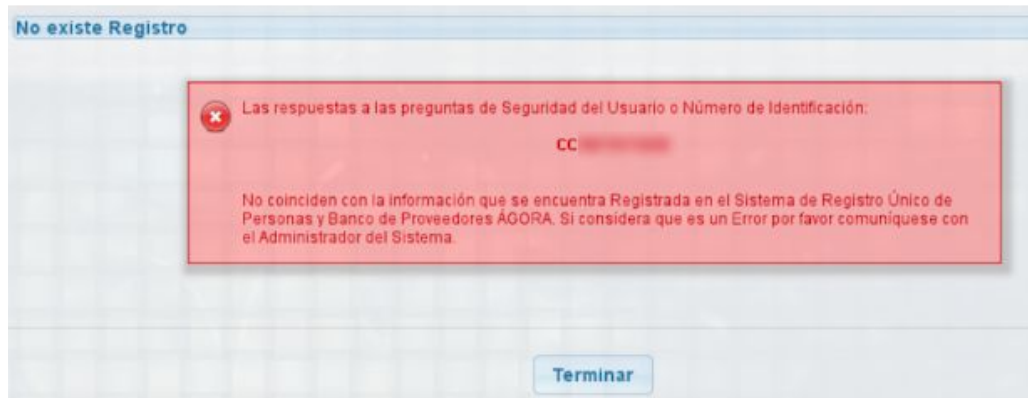 No existe Registro
Las respuestas a las preguntas de Seguridad del Usuario o Número de Identificación:
CC
No coinciden con la información que se encuentra Registrada en el Sistema de Registro Único de
Personas y Banco de Proveedores ÁGORA. Si considera que es un Error por favor comuníquese con
el Administrador del Sistema.
Terminar